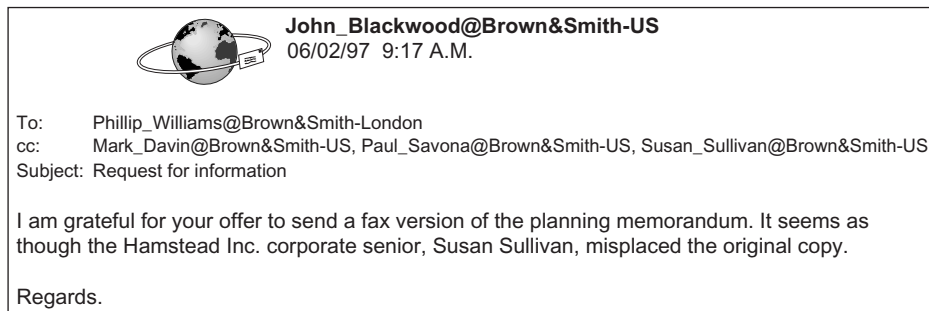 John_Blackwood@Brown&Smith-US
06/02/97 9:17 A.M.
To: Phillip_Williams@Brown&Smith-London
cc: Mark_Davin@Brown&Smith-US, Paul_Savona@Brown&Smith-US, Susan_Sullivan@Brown&Smith-US
Subject: Request for information
I am grateful for your offer to send a fax version of the planning memorandum. It seems as
though the Hamstead Inc. corporate senior, Susan Sullivan, misplaced the original copy.
Regards.